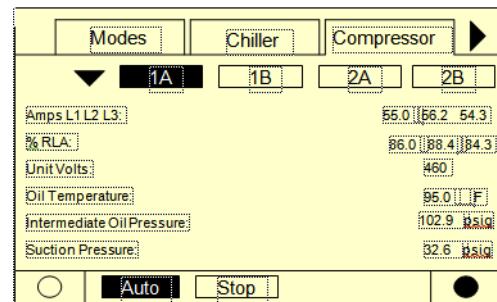 Modes Chiller Compressor
1A 1B 2A 2B
Amps L1 L2 L3: 55.0 56.2 54.3
% RLA: 86.0 88.4 84.3
Unit Volts: 460
Oil Temperature: 95.0 F
Intermediate Oil Pressure: 102.9 psig
Suction Pressure: 32.6 psig
Auto Stop